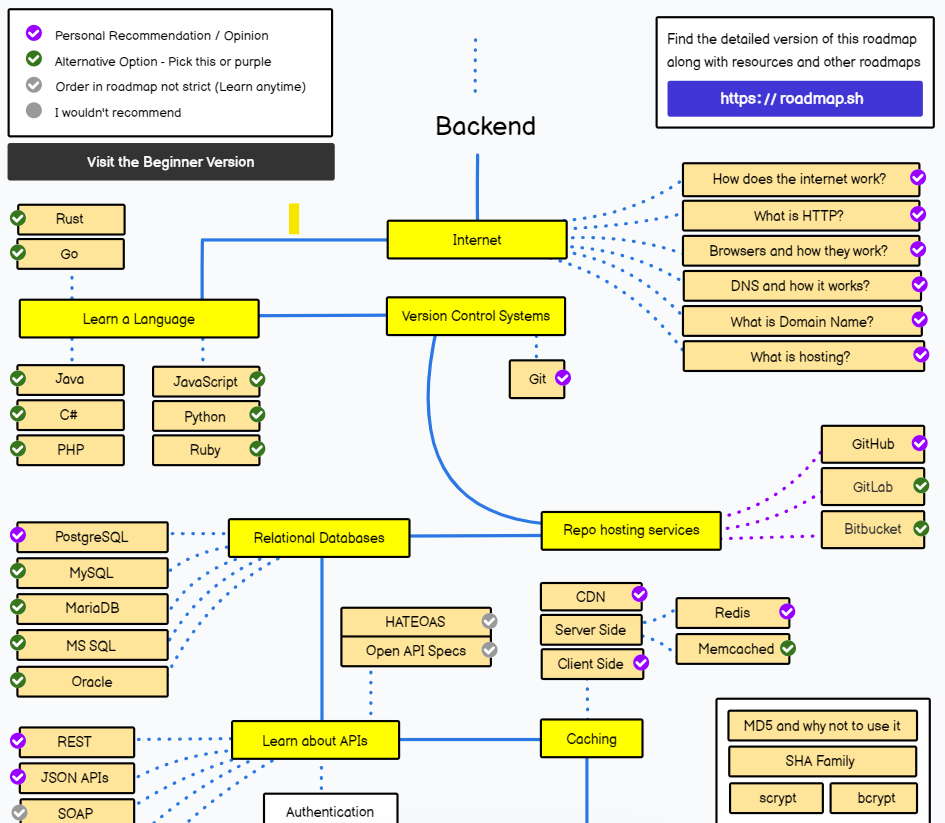 Personal Recommendation / Opinion
Alternative Option - Pick this or purple
Order in roadmap not strict (Learn anytime)
I wouldn't recommend
Visit the Beginner Version
Find the detailed version of this roadmap
along with resources and other roadmaps
https://roadmap.sh
Backend
Internet
How does the internet work?
What is HTTP?
Browsers and how they work?
DNS and how it works?
What is Domain Name?
What is hosting?
Rust
Go
Learn a Language
Java
C#
PHP
JavaScript
Python
Ruby
Version Control Systems
Git
GitHub
GitLab
Bitbucket
Repo hosting services
Relational Databases
PostgreSQL
MySQL
MariaDB
MS SQL
Oracle
HATEOAS
Open API Specs
CDN
Server Side
Client Side
Redis
Memcached
Learn about APIs
Caching
REST
JSON APIs
SOAP
Authentication
MD5 and why not to use it
SHA Family
scrypt
bcrypt